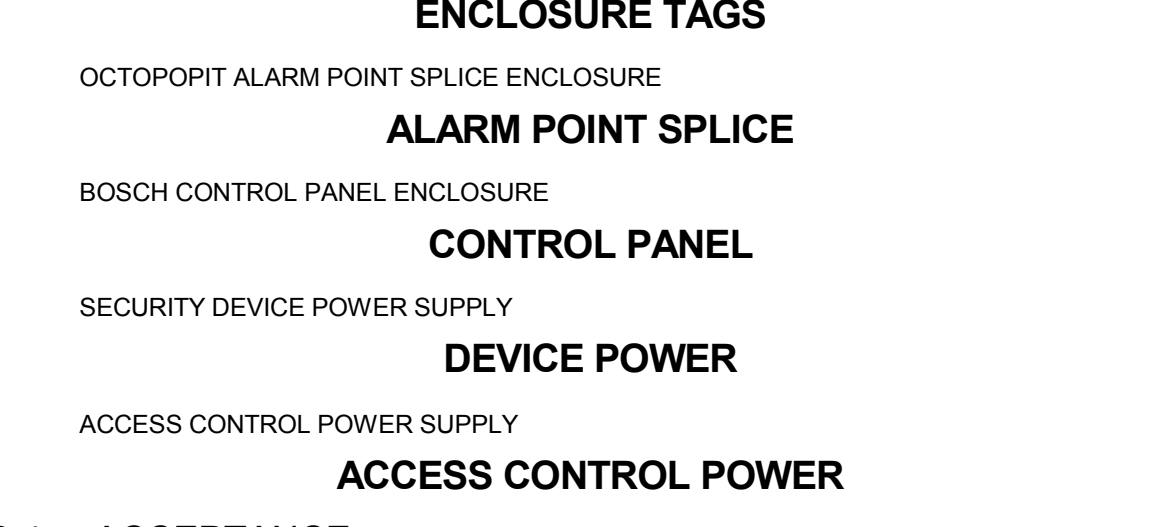 ENCLOSURE TAGS
OCTOPOPIT ALARM POINT SPLICE ENCLOSURE
ALARM POINT SPLICE
BOSCH CONTROL PANEL ENCLOSURE
CONTROL PANEL
SECURITY DEVICE POWER SUPPLY
DEVICE POWER
ACCESS CONTROL POWER SUPPLY
ACCESS CONTROL POWER
ACCEPTANCE